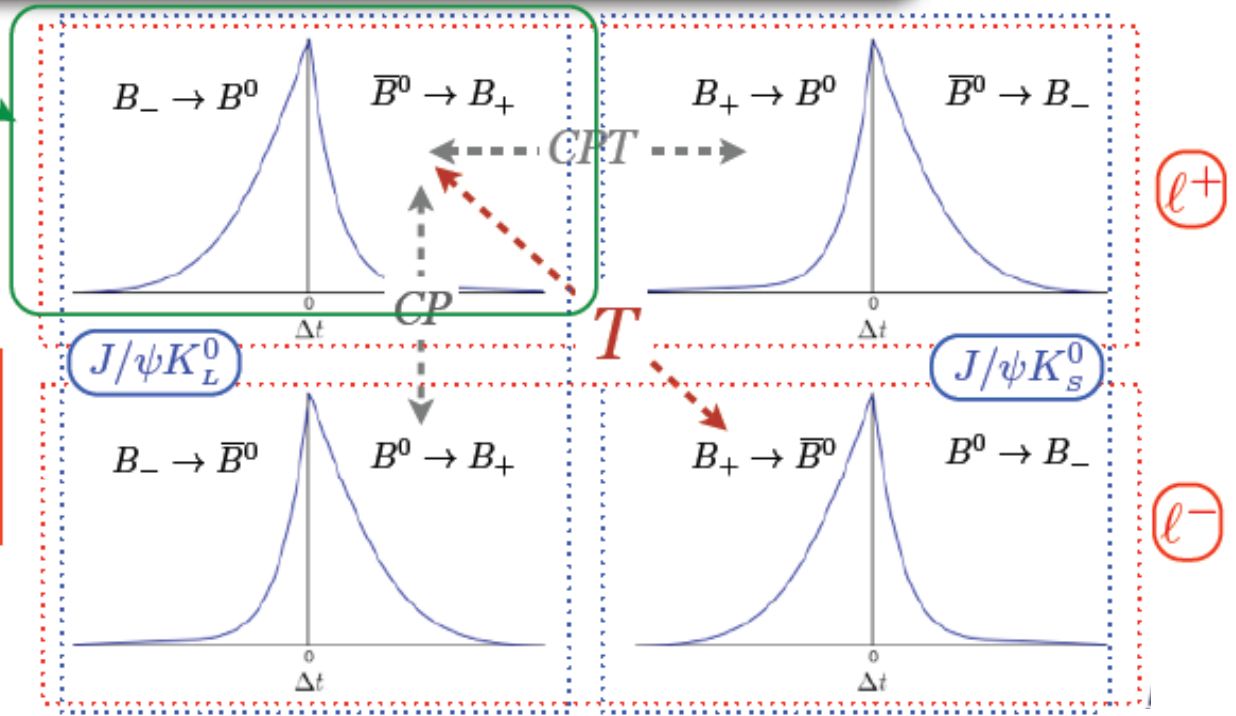 B₋ → B⁰   B̅⁰ → B₊   B₊ → B⁰   B̅⁰ → B₋
CPT
ℓ⁺
0   0
CP
Δt   T   Δt
J/ψK⁰_L   J/ψK⁰_S
B₋ → B̅⁰   B⁰ → B₊   B₊ → B̅⁰   B⁰ → B₋
ℓ⁻
0   0
Δt   Δt